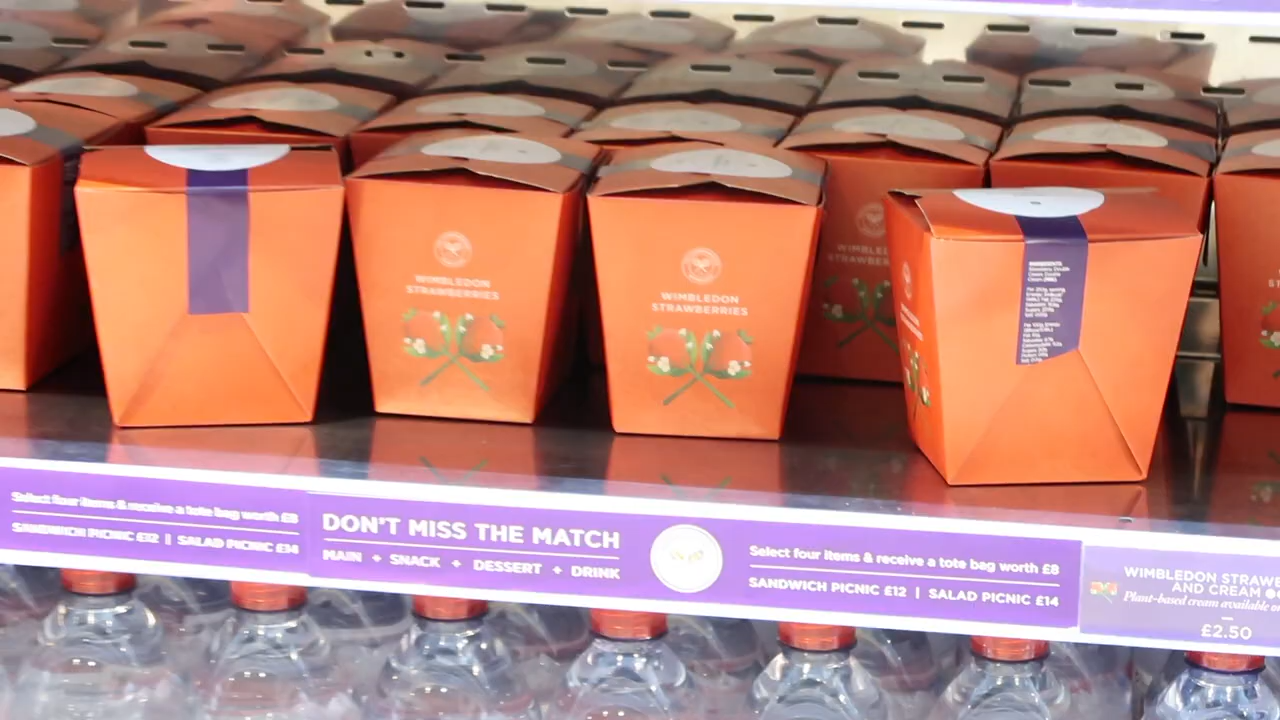 WIMBLEDON
STRAWBERRIES
WIMBLEDON
STRAWBERRIES
INGREDIENTS
Select four items & receive a tote bag worth £8
SANDWICH PICNIC £12 | SALAD PICNIC £14
DON'T MISS THE MATCH
MAIN + SNACK + DESSERT + DRINK
Select four items & receive a tote bag worth £8
SANDWICH PICNIC £12 | SALAD PICNIC £14
WIMBLEDON STRAWB
AND CREAM
Plant-based cream available
£2.50